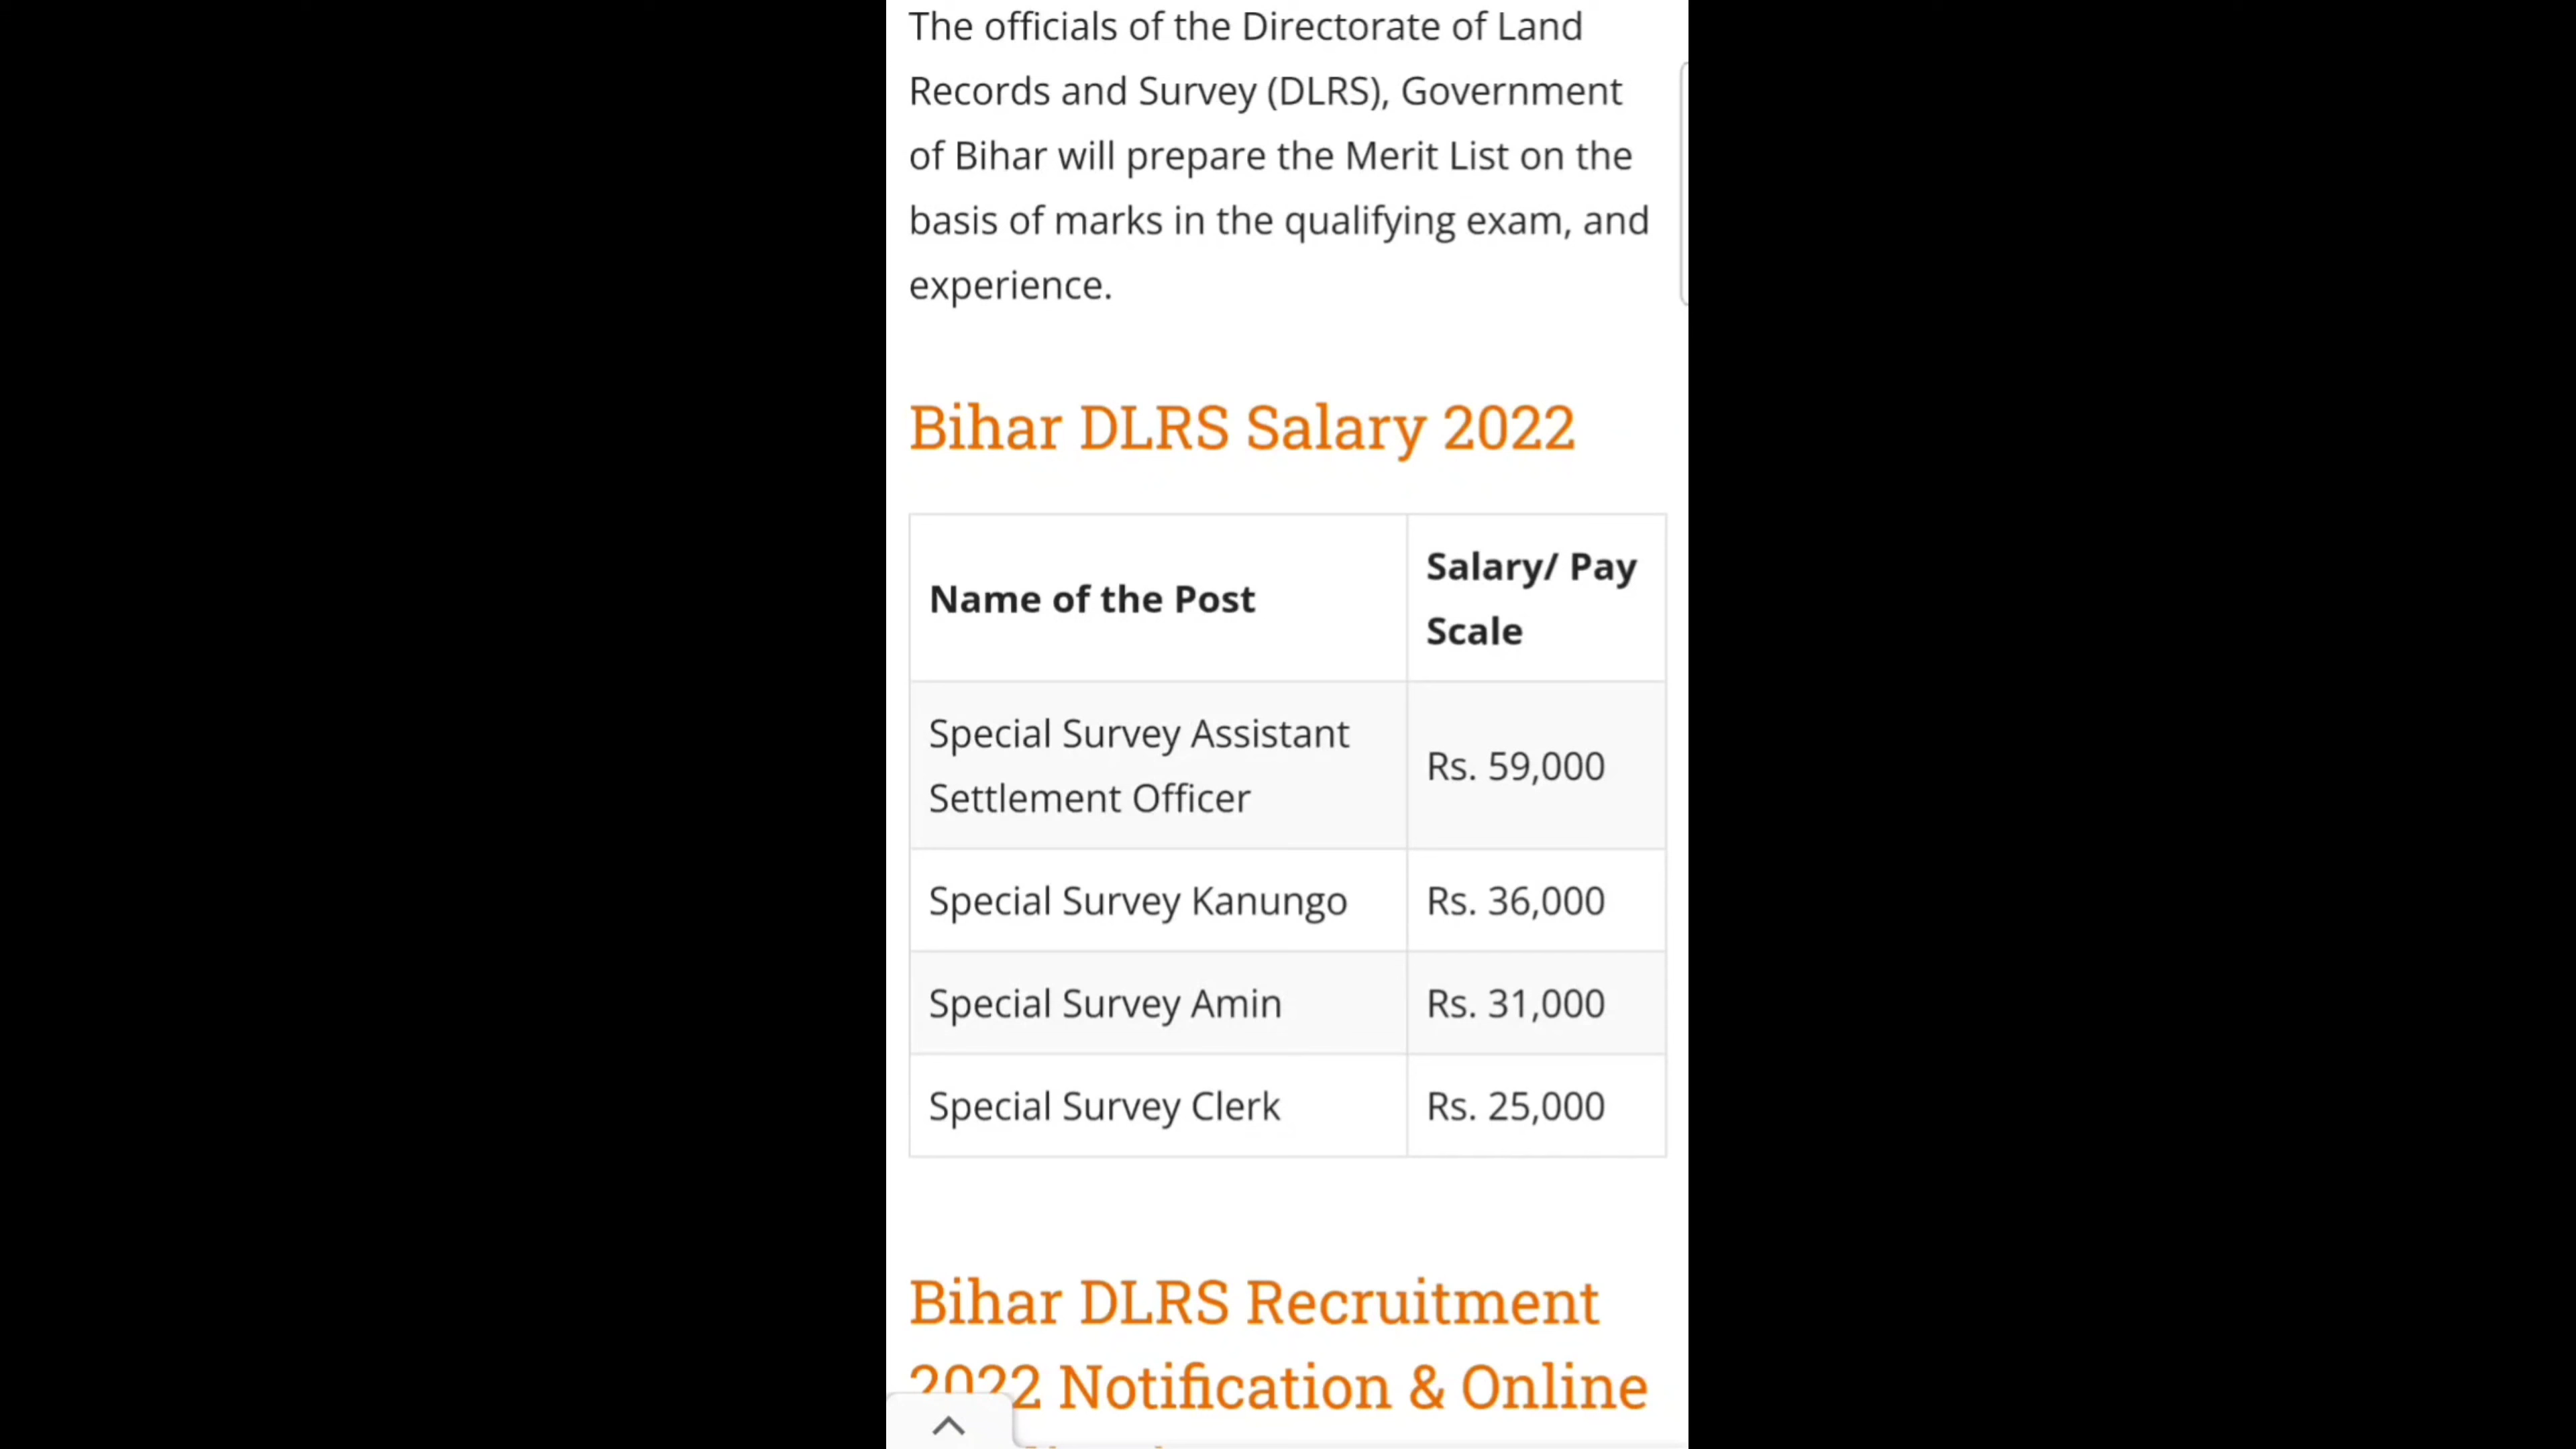 The officials of the Directorate of Land
Records and Survey (DLRS), Government
of Bihar will prepare the Merit List on the
basis of marks in the qualifying exam, and
experience.
Bihar DLRS Salary 2022
Name of the Post
Salary/ Pay
Scale
Special Survey Assistant
Settlement Officer
Rs. 59,000
Special Survey Kanungo
Rs. 36,000
Special Survey Amin
Rs. 31,000
Special Survey Clerk
Rs. 25,000
Bihar DLRS Recruitment
2022 Notification & Online